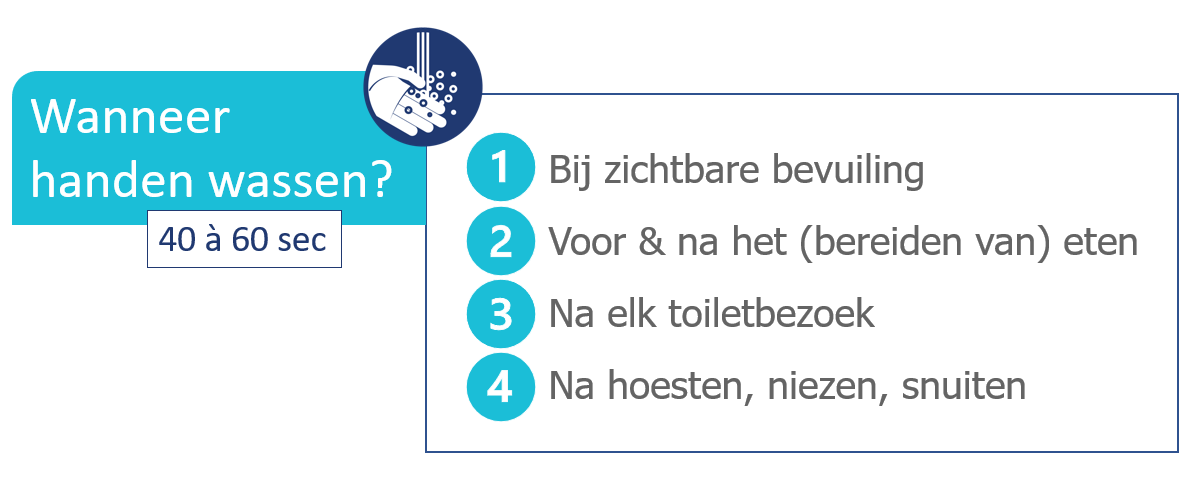 Wanneer
handen wassen?
40 à 60 sec
1 Bij zichtbare bevuiling
2 Voor & na het (bereiden van) eten
3 Na elk toiletbezoek
4 Na hoesten, niezen, snuiten